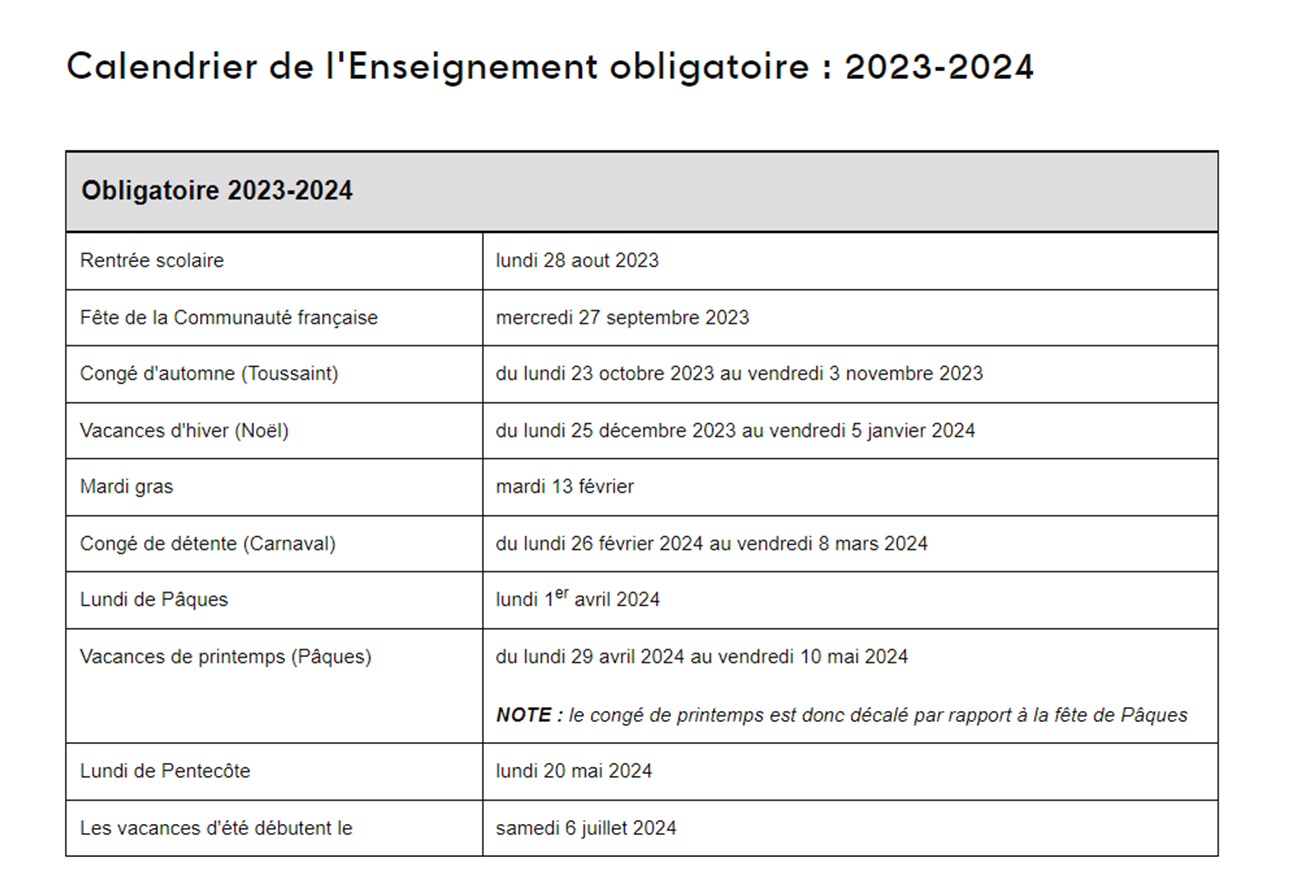 Calendrier de l'Enseignement obligatoire : 2023-2024
Obligatoire 2023-2024
Rentrée scolaire lundi 28 aout 2023
Fête de la Communauté française mercredi 27 septembre 2023
Congé d'automne (Toussaint) du lundi 23 octobre 2023 au vendredi 3 novembre 2023
Vacances d'hiver (Noël) du lundi 25 décembre 2023 au vendredi 5 janvier 2024
Mardi gras mardi 13 février
Congé de détente (Carnaval) du lundi 26 février 2024 au vendredi 8 mars 2024
Lundi de Pâques lundi 1er avril 2024
Vacances de printemps (Pâques) du lundi 29 avril 2024 au vendredi 10 mai 2024
NOTE : le congé de printemps est donc décalé par rapport à la fête de Pâques
Lundi de Pentecôte lundi 20 mai 2024
Les vacances d'été débutent le samedi 6 juillet 2024